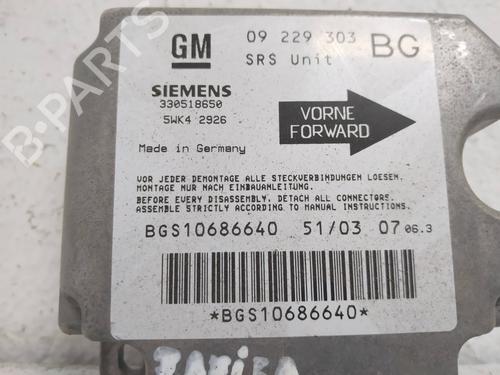 GM 09 229 303 BG
SRS Unit
SIEMENS
330518650
5WK4 2926
VORNE
FORWARD
Made in Germany
VOR JEDER DEMONTAGE ALLE STECKVERBINDUNGEN LOESEN.
MONTAGE NUR NACH EINBAUANLEITUNG.
BEFORE EVERY DISASSEMBLY, DETACH ALL CONNECTORS.
ASSEMBLE STRICTLY ACCORDING TO MANUAL INSTRUCTIONS.
BGS10686640 51/03 07 06.3
*BGS10686640*
B-PARTS